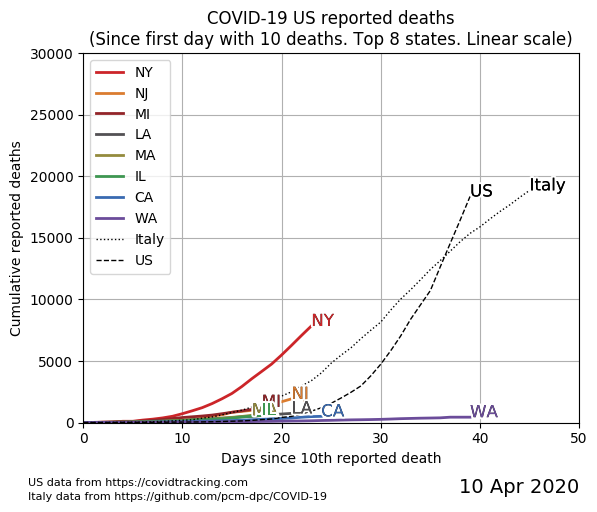 COVID-19 US reported deaths
(Since first day with 10 deaths. Top 8 states. Linear scale)
30000
25000
20000
15000
10000
5000
0
Cumulative reported deaths
NY
NJ
MI
LA
MA
IL
CA
WA
Italy
US
US
Italy
NY
NJ
MI
IL
LA
CA
WA
0 10 20 30 40 50
Days since 10th reported death
US data from https://covidtracking.com
Italy data from https://github.com/pcm-dpc/COVID-19
10 Apr 2020